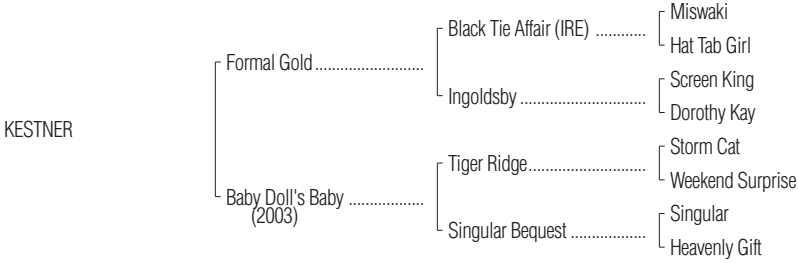 Miswaki
Black Tie Affair (IRE) ............
Hat Tab Girl
Formal Gold ..........................
Screen King
Ingoldsby ..............................
Dorothy Kay
KESTNER
Storm Cat
Tiger Ridge............................
Weekend Surprise
Baby Doll's Baby ..................
(2003)
Singular
Singular Bequest ..................
Heavenly Gift